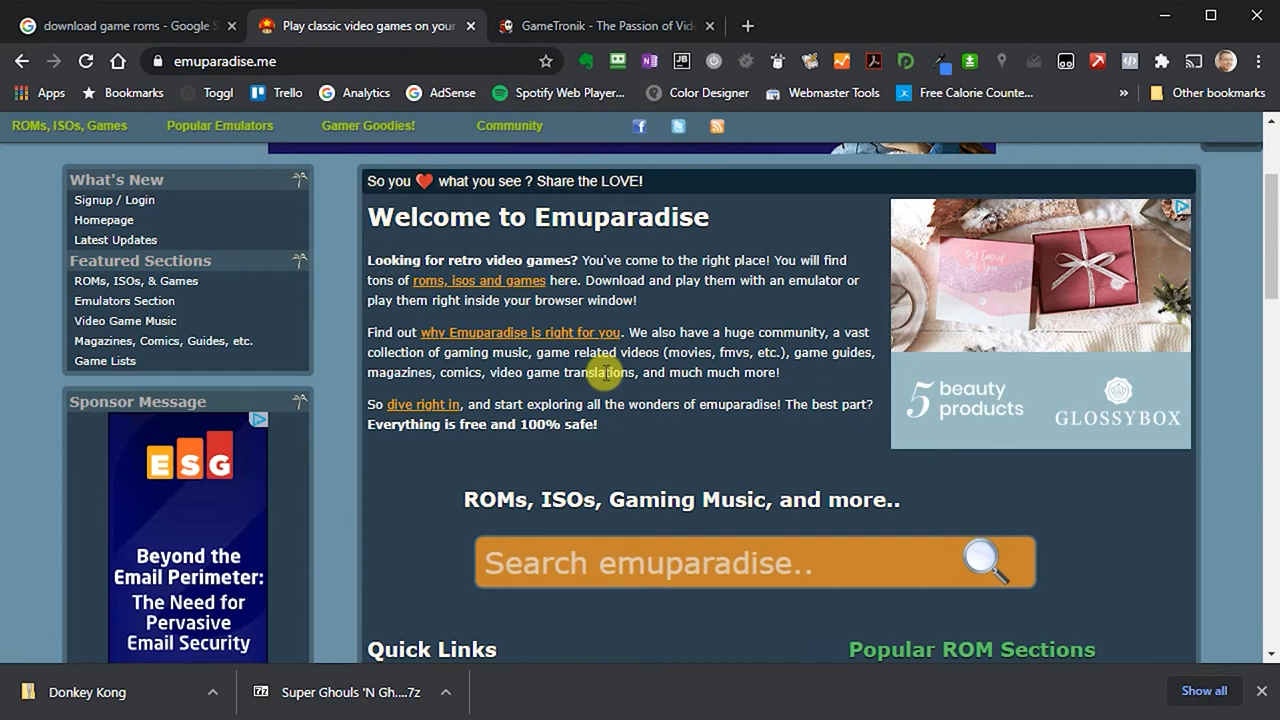 download game roms - Google S
Play classic video games on your
GameTronik - The Passion of Vid
emuparadise.me
Apps
Bookmarks
Toggl
Trello
Analytics
AdSense
Spotify Web Player...
Color Designer
Webmaster Tools
Free Calorie Counte...
»
Other bookmarks
ROMs, ISOs, Games
Popular Emulators
Gamer Goodies!
Community
What's New
Signup / Login
Homepage
Latest Updates
Featured Sections
ROMs, ISOs, & Games
Emulators Section
Video Game Music
Magazines, Comics, Guides, etc.
Game Lists
Sponsor Message
ESG
Beyond the
Email Perimeter:
The Need for
Pervasive
Email Security
So you ❤ what you see ? Share the LOVE!
Welcome to Emuparadise
Looking for retro video games? You've come to the right place! You will find
tons of roms, isos and games here. Download and play them with an emulator or
play them right inside your browser window!
Find out why Emuparadise is right for you. We also have a huge community, a vast
collection of gaming music, game related videos (movies, fmvs, etc.), game guides,
magazines, comics, video game translations, and much much more!
So dive right in, and start exploring all the wonders of emuparadise! The best part?
Everything is free and 100% safe!
5 beauty
products
GLOSSYBOX
ROMs, ISOs, Gaming Music, and more..
Search emuparadise..
Quick Links
Popular ROM Sections
Donkey Kong
Super Ghouls 'N Gh....7z
Show all